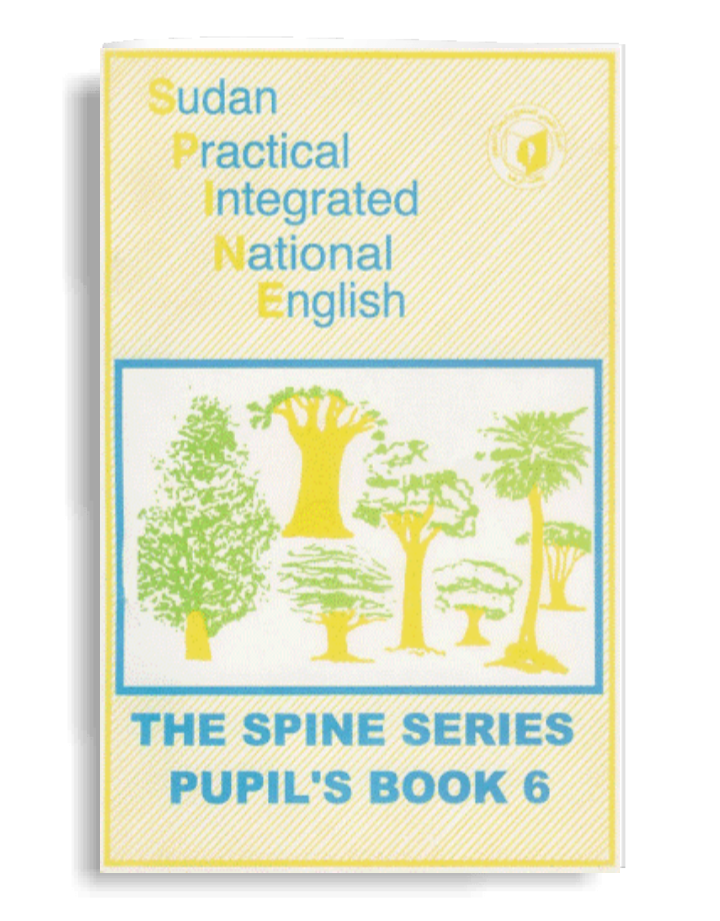 Sudan
Practical
Integrated
National
English
THE SPINE SERIES
PUPIL'S BOOK 6